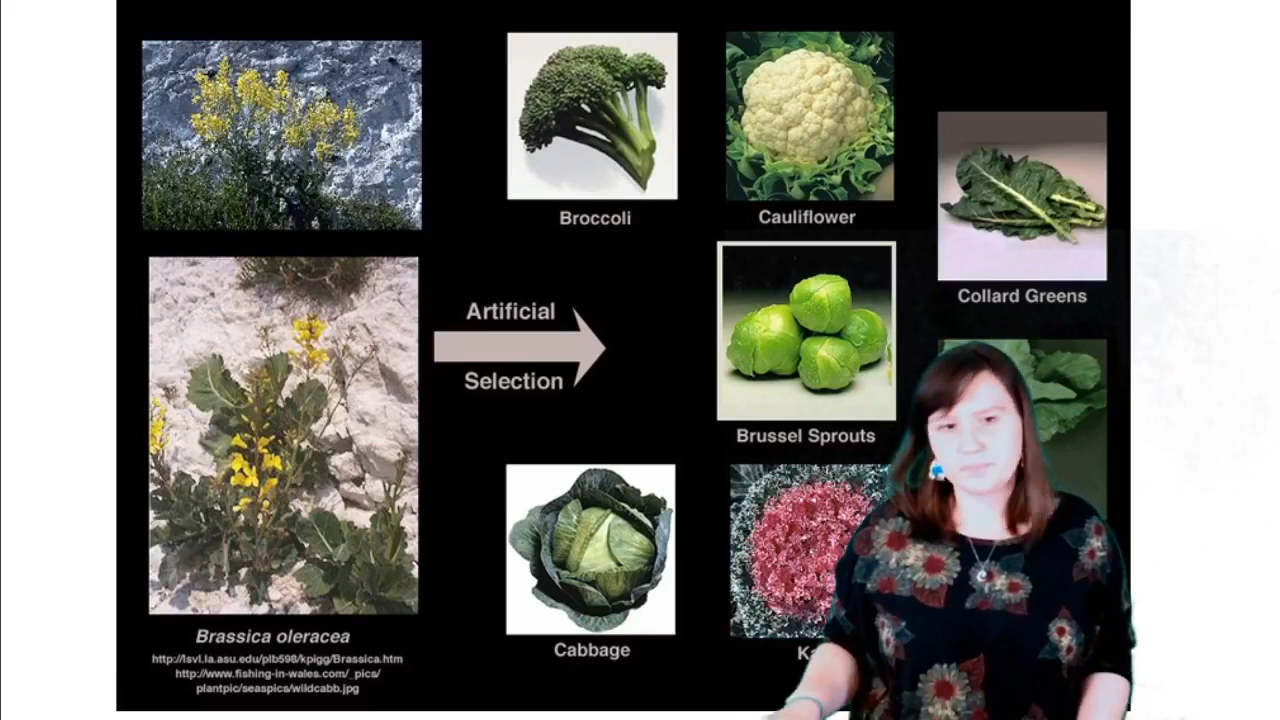 Broccoli
Cauliflower
Collard Greens
Artificial
Selection
Brussel Sprouts
Cabbage
Brassica oleracea
http://lsvl.la.asu.edu/plb598/kpigg/Brassica.htm
http://www.fishing-in-wales.com/_pics/
plantpic/seaspics/wildcabb.jpg